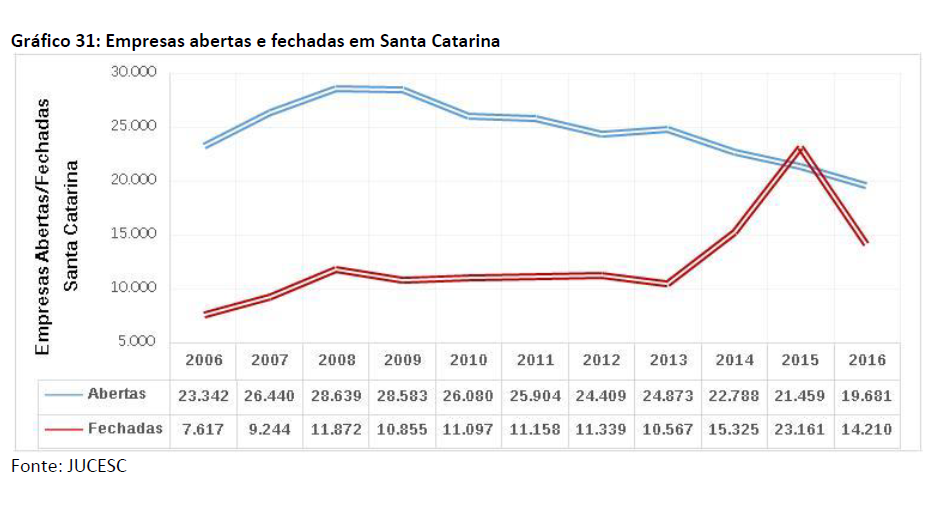 Gráfico 31: Empresas abertas e fechadas em Santa Catarina
Empresas Abertas/Fechadas
Santa Catarina
30.000
25.000
20.000
15.000
10.000
5.000
2006 2007 2008 2009 2010 2011 2012 2013 2014 2015 2016
Abertas 23.342 26.440 28.639 28.583 26.080 25.904 24.409 24.873 22.788 21.459 19.681
Fechadas 7.617 9.244 11.872 10.855 11.097 11.158 11.339 10.567 15.325 23.161 14.210
Fonte: JUCESC